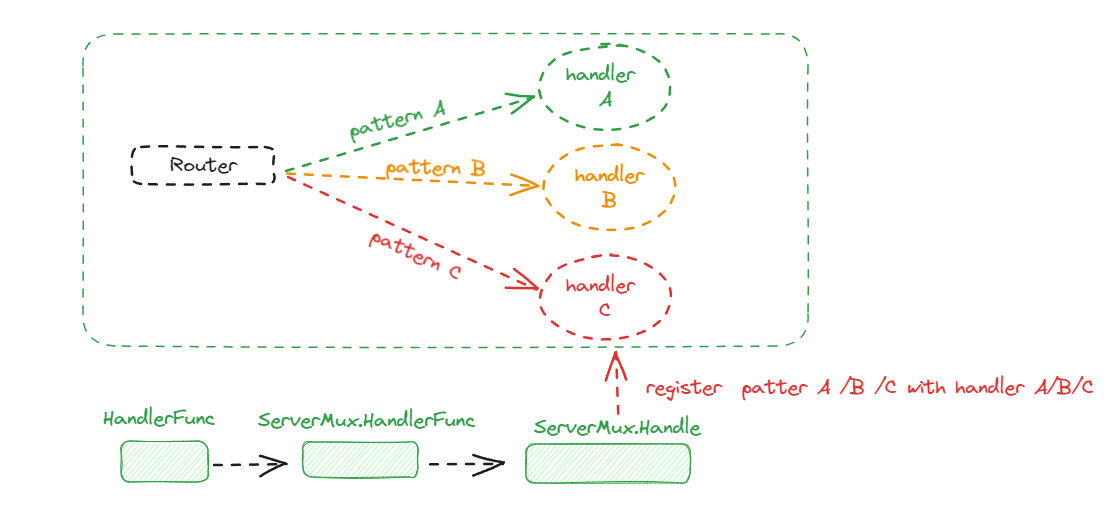 handler
A
pattern A
Router
pattern B
handler
B
pattern C
handler
C
register patter A /B /C with handler A/B/C
HandlerFunc
ServerMux.HandlerFunc
ServerMux.Handle